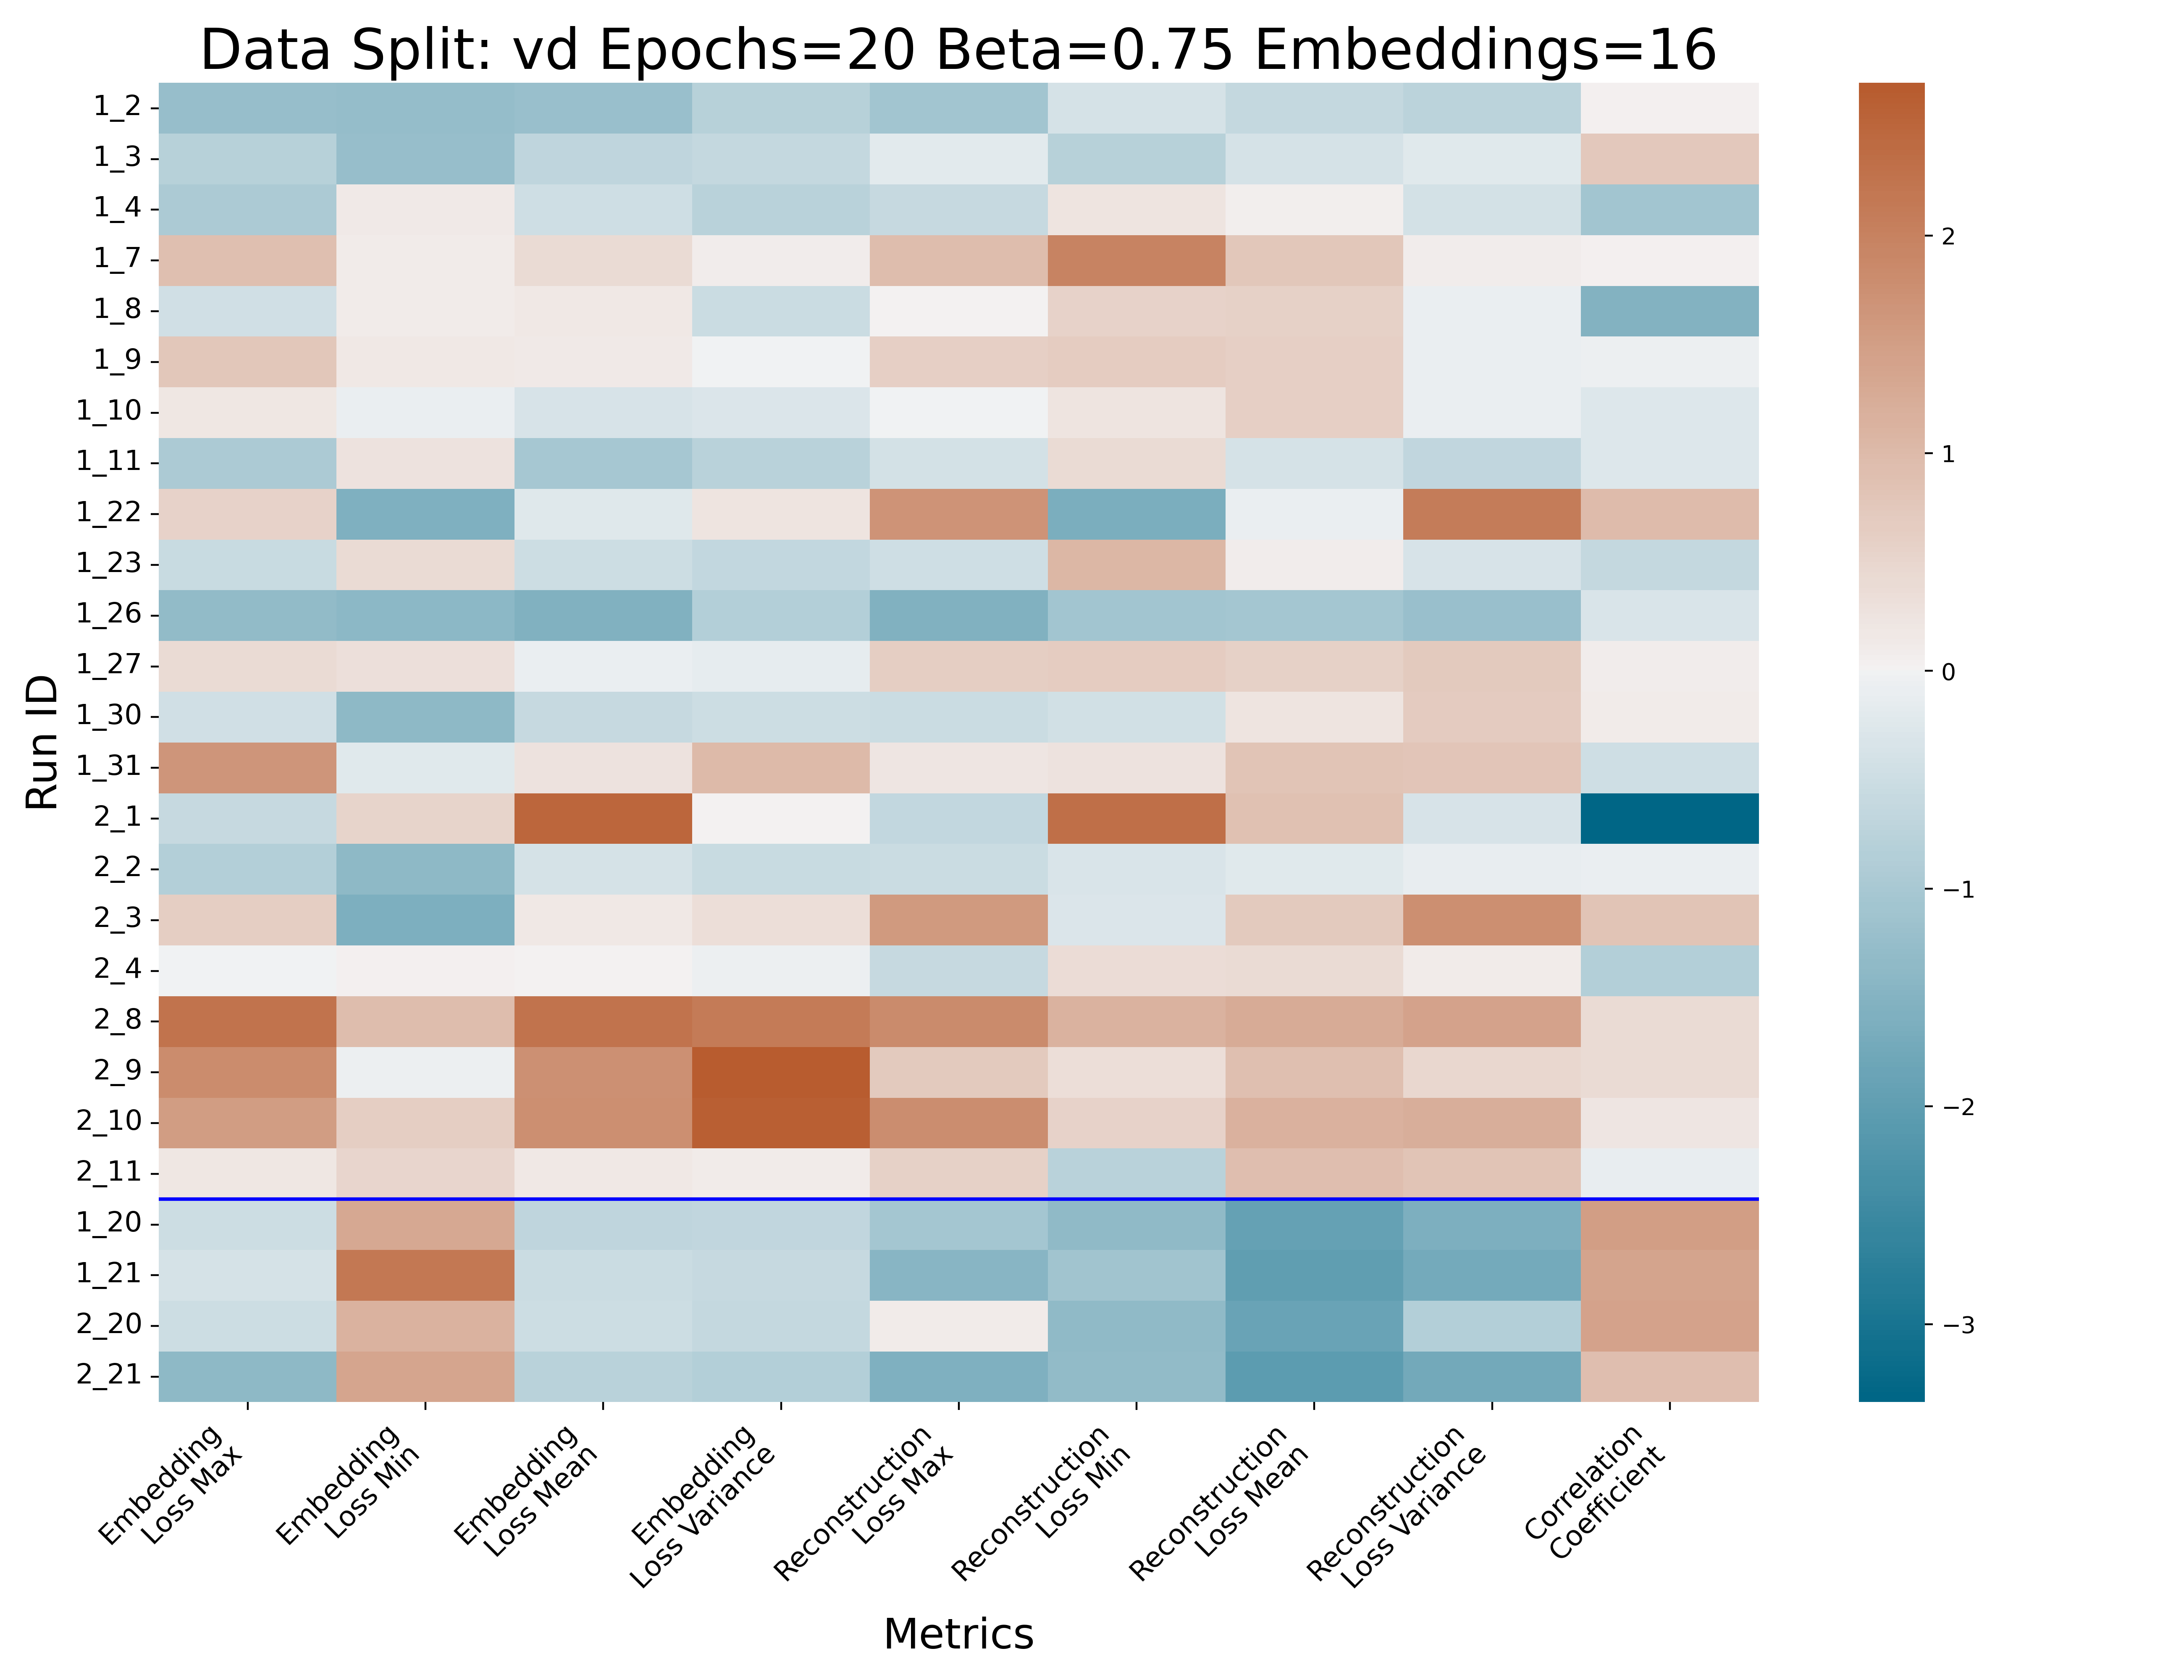 Data Split: vd Epochs=20 Beta=0.75 Embeddings=16
Run ID
1_2
1_3
1_4
1_7
1_8
1_9
1_10
1_11
1_22
1_23
1_26
1_27
1_30
1_31
2_1
2_2
2_3
2_4
2_8
2_9
2_10
2_11
1_20
1_21
2_20
2_21
Embedding
Loss Max
Embedding
Loss Min
Embedding
Loss Mean
Embedding
Loss Variance
Reconstruction
Loss Max
Reconstruction
Loss Min
Reconstruction
Loss Mean
Reconstruction
Loss Variance
Correlation
Coefficient
Metrics
2
1
0
−1
−2
−3